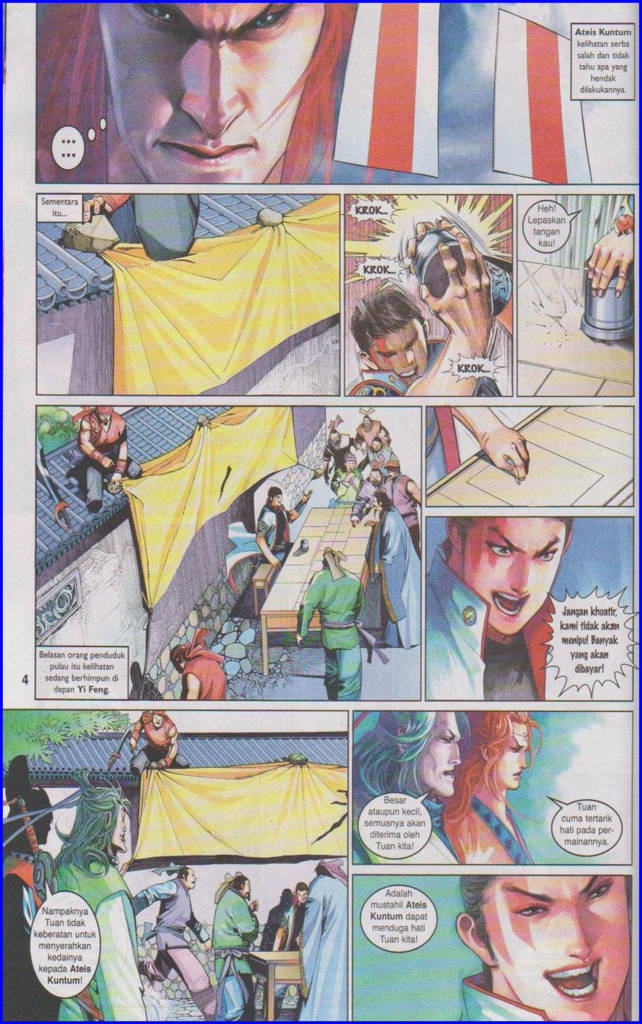 Ateis Kuntum
kelihatan serba
salah dan tidak
tahu apa yang
hendak
dilakukannya.
...
...
Sementara
itu...
KROK...
KROK...
KROK...
Heh!
Lepaskan
tangan
kau!
Belasan orang penduduk
pulau itu kelihatan
sedang berhimpun di
depan Yi Feng.
Jangan khuatir,
kami tidak akan
menipu! Banyak
yang akan
dibayar!
4
Nampaknya
Tuan tidak
keberatan untuk
menyerahkan
kedainya
kepada Ateis
Kuntum!
Besar
ataupun kecil,
semuanya akan
diterima oleh
Tuan kita!
Tuan
cuma tertarik
hati pada per-
mainannya.
Adalah
mustahil Ateis
Kuntum dapat
menduga hati
Tuan kita!